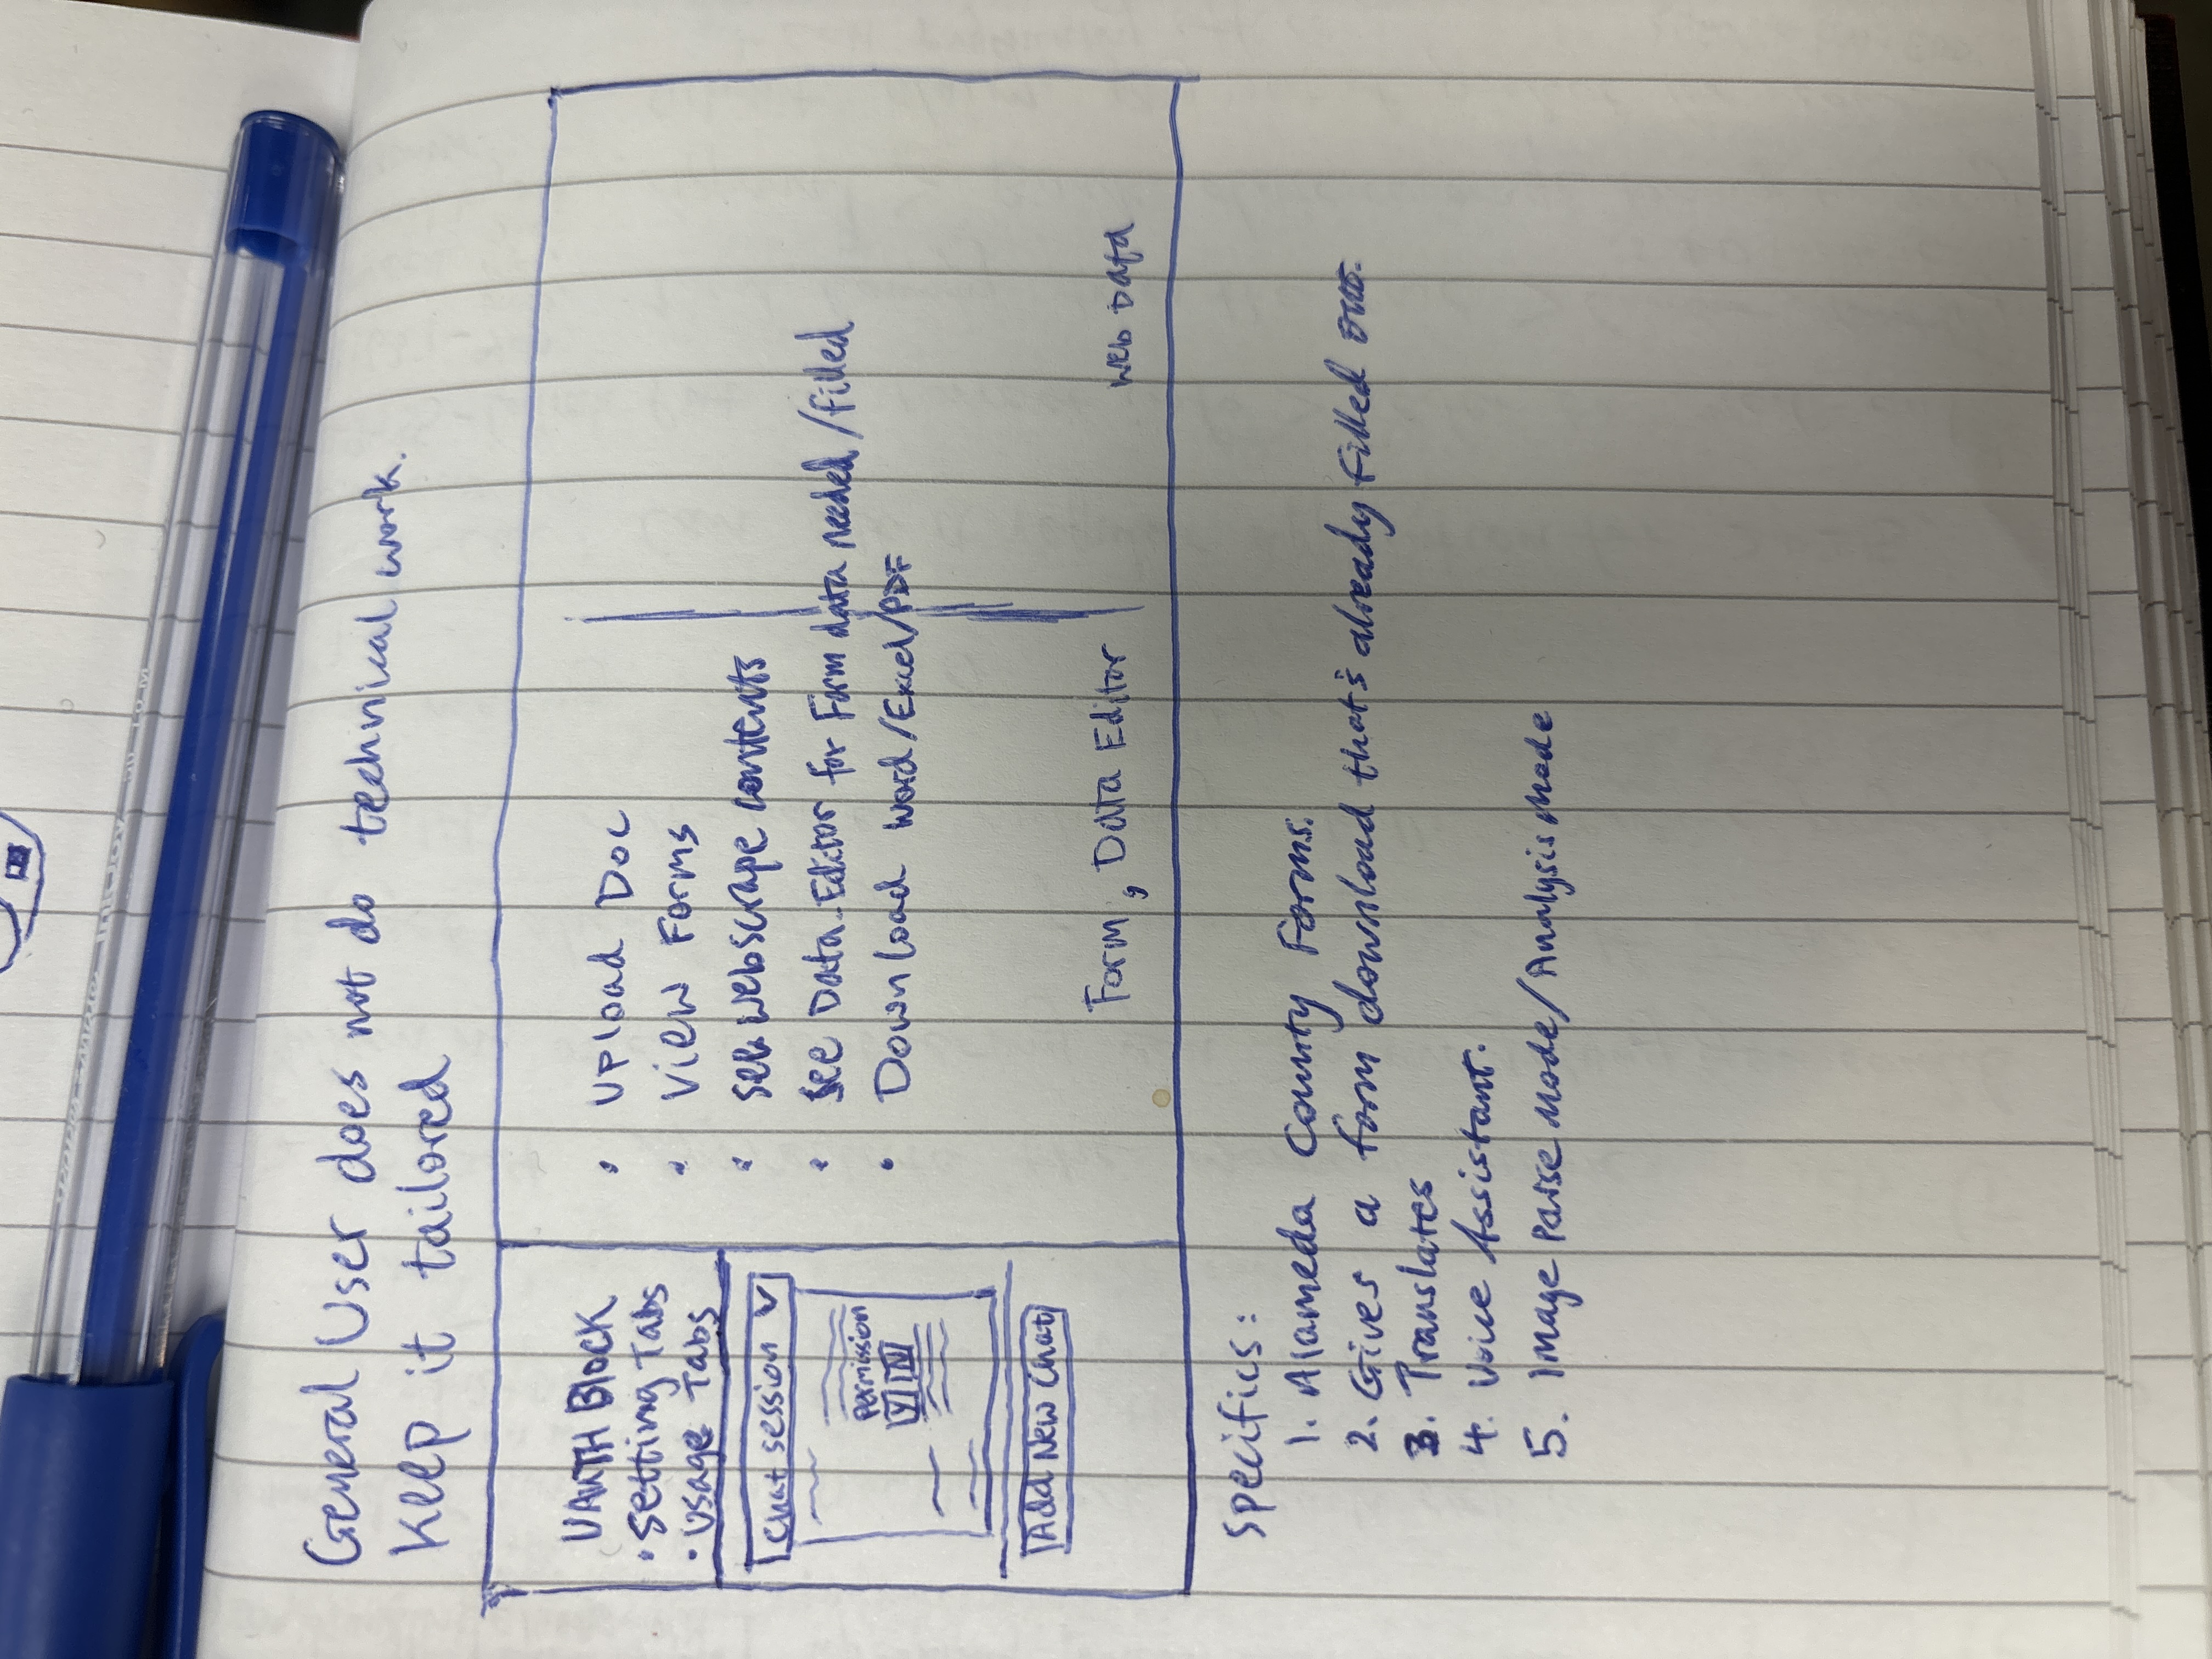 General User does not do technical work.
Keep it tailored
UAUTH Block
• Setting Tabs
• Usage Tabs
Chat session
Permission
Y N
Add New Chat
• Upload Doc
• View Forms
• See webscrape contents
• See Data Editor for Form data needed/filled
• Download Word/Excel/PDF
Form, Data Editor
Web Data
Specifics:
1. Alameda County Forms.
2. Gives a form download that's already filled out.
3. Translates
4. Voice Assistant.
5. Image Parse Mode/Analysis Mode